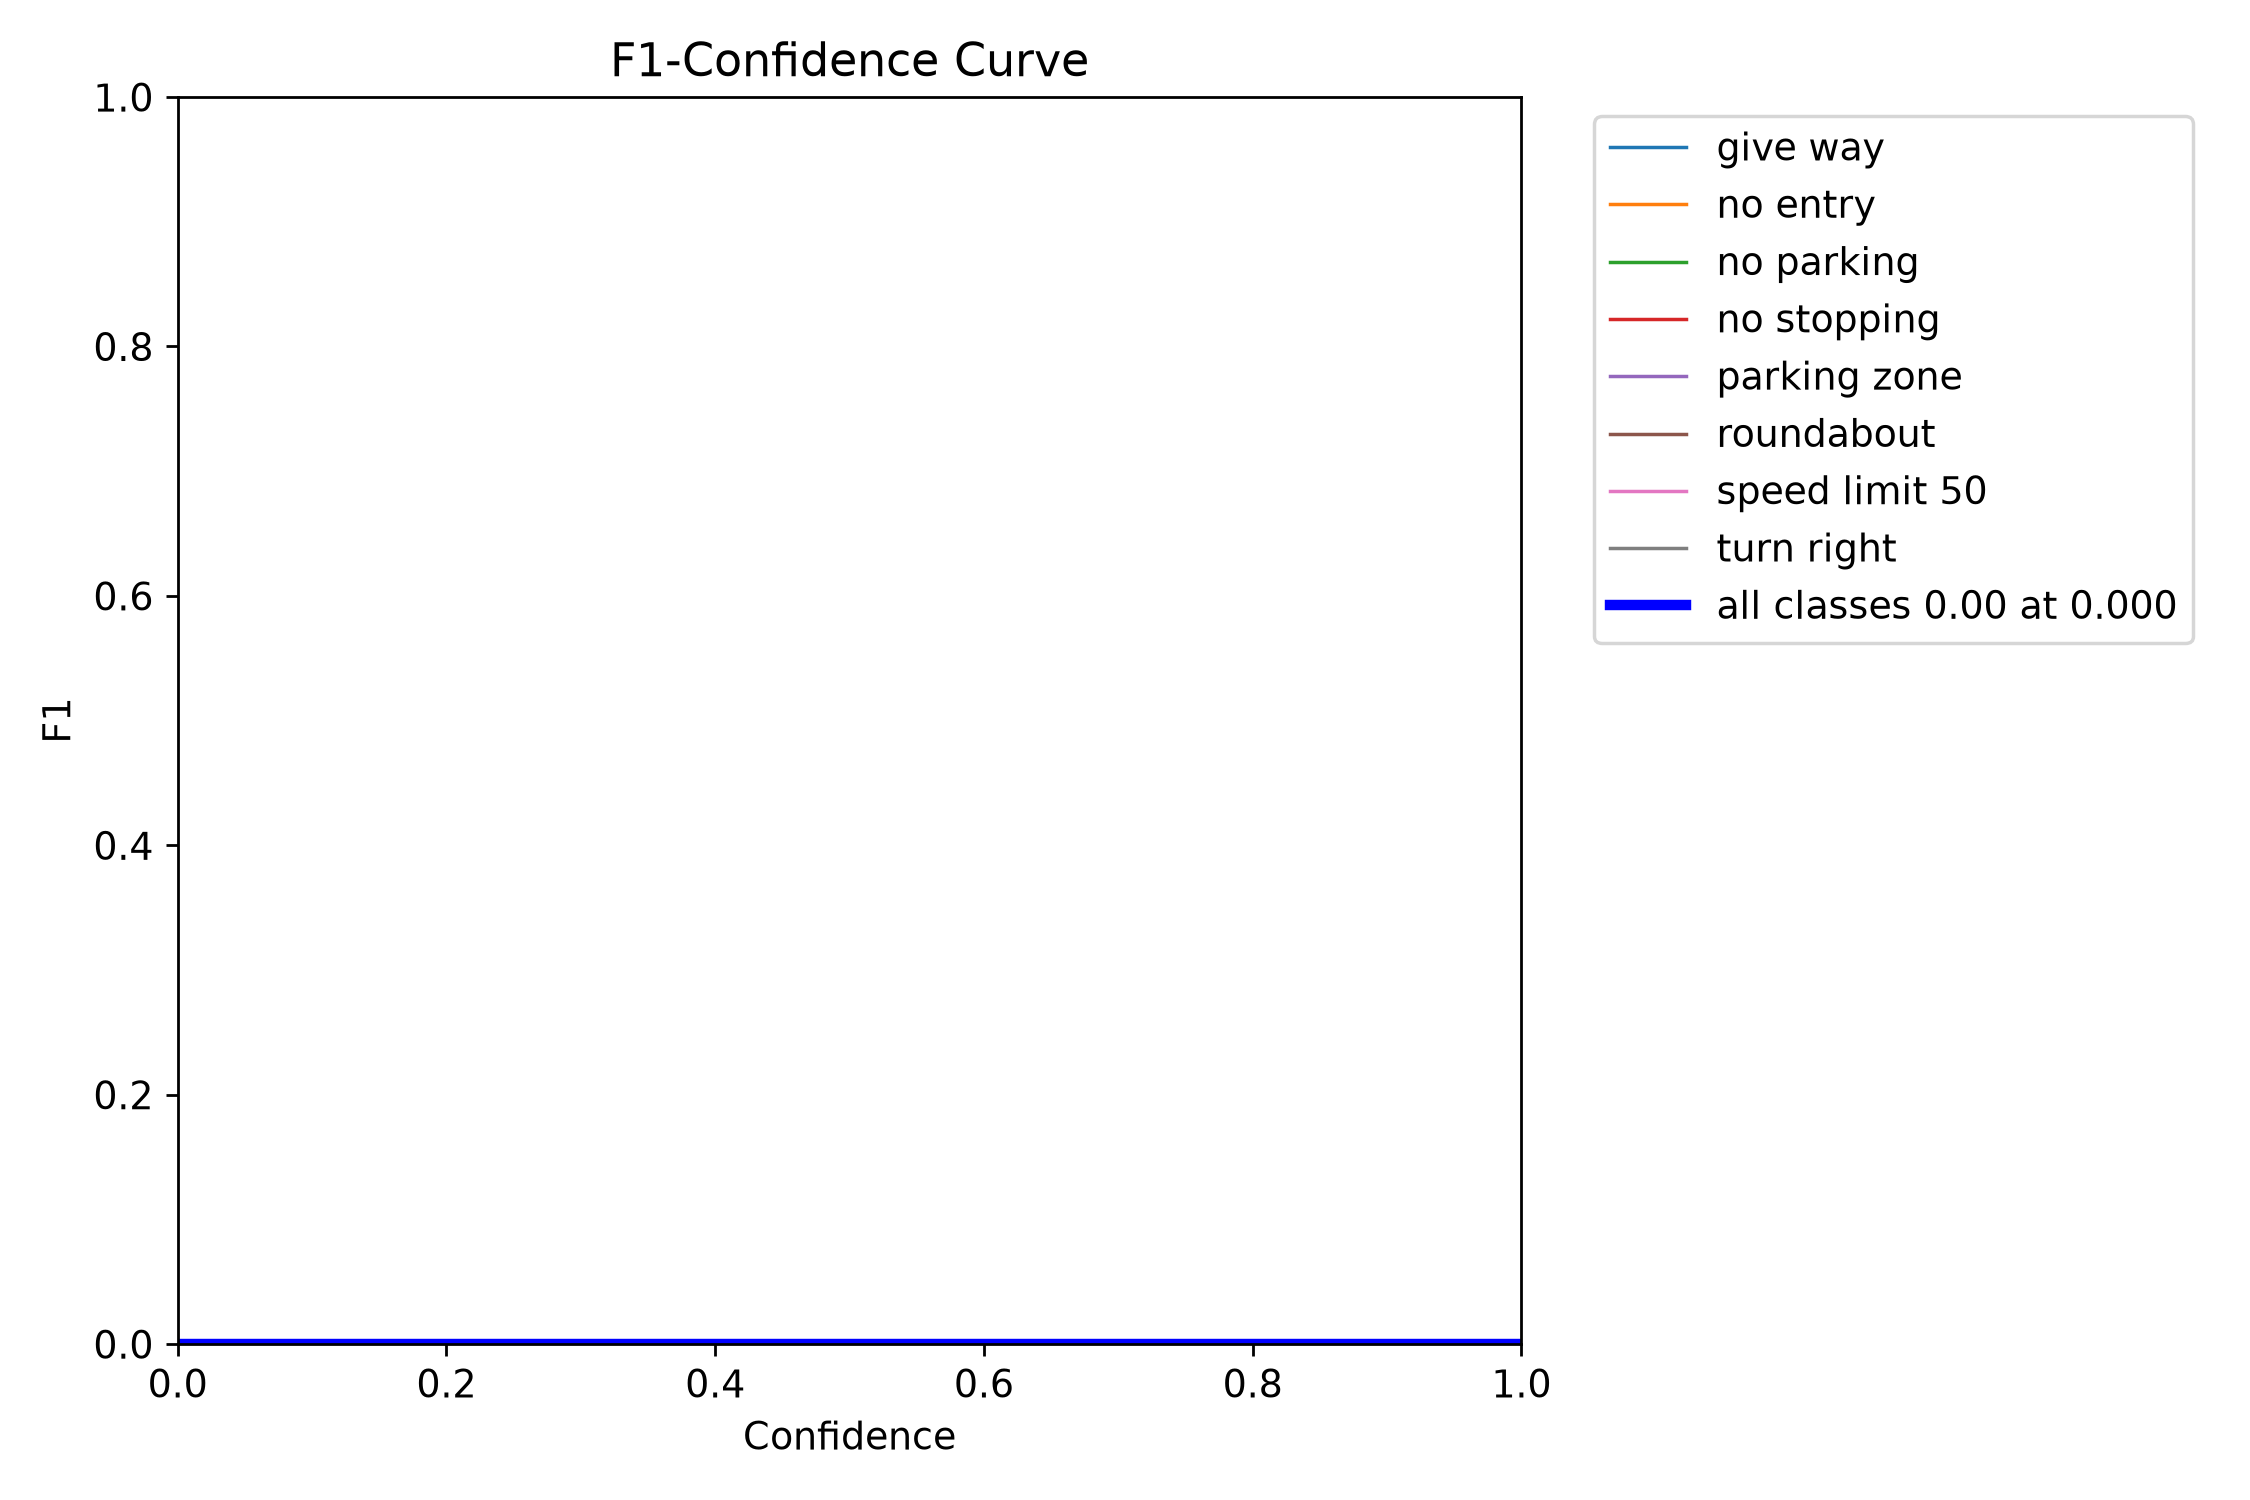 F1-Confidence Curve
1.0
0.8
0.6
0.4
0.2
0.0
F1
0.0 0.2 0.4 0.6 0.8 1.0
Confidence
give way
no entry
no parking
no stopping
parking zone
roundabout
speed limit 50
turn right
all classes 0.00 at 0.000